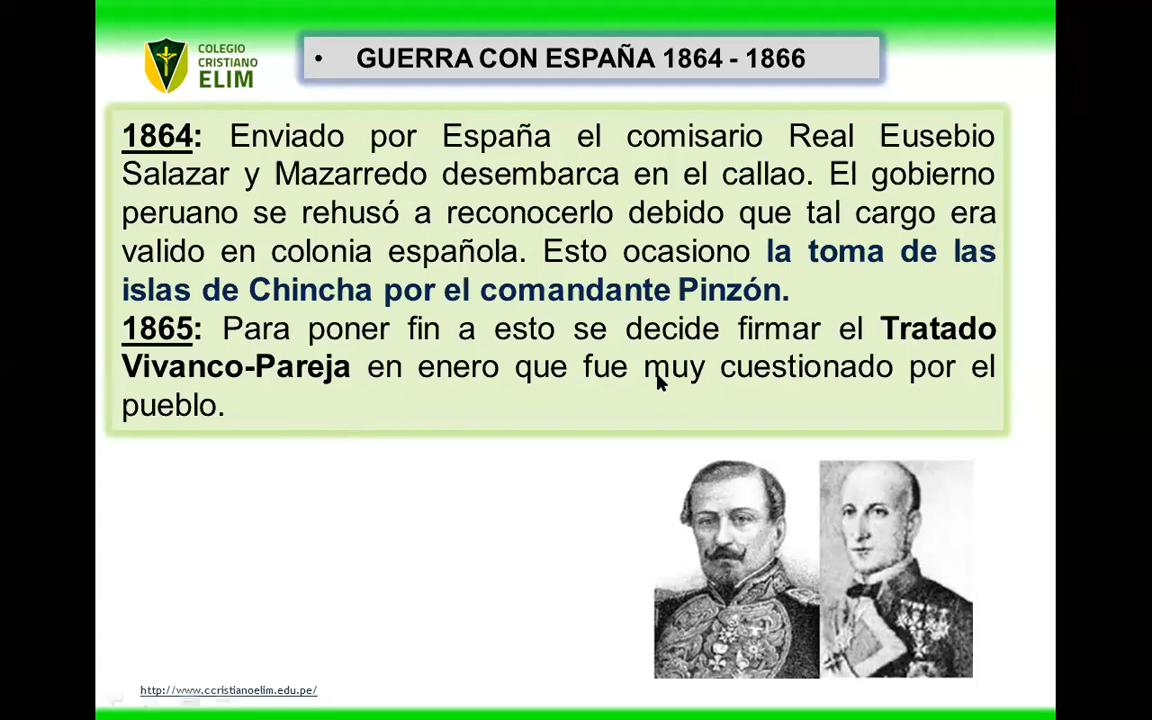 COLEGIO
CRISTIANO
ELIM
• GUERRA CON ESPAÑA 1864 - 1866
1864: Enviado por España el comisario Real Eusebio
Salazar y Mazarredo desembarca en el callao. El gobierno
peruano se rehusó a reconocerlo debido que tal cargo era
valido en colonia española. Esto ocasiono la toma de las
islas de Chincha por el comandante Pinzón.
1865: Para poner fin a esto se decide firmar el Tratado
Vivanco-Pareja en enero que fue muy cuestionado por el
pueblo.
http://www.ccristianoelim.edu.pe/